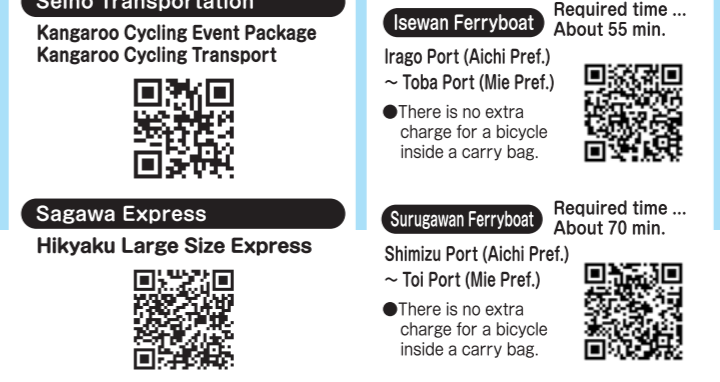 Seino Transportation
Kangaroo Cycling Event Package
Kangaroo Cycling Transport
Sagawa Express
Hikyaku Large Size Express
Isewan Ferryboat
Required time ...
About 55 min.
Irago Port (Aichi Pref.)
～ Toba Port (Mie Pref.)
●There is no extra
charge for a bicycle
inside a carry bag.
Surugawan Ferryboat
Required time ...
About 70 min.
Shimizu Port (Aichi Pref.)
～ Toi Port (Mie Pref.)
●There is no extra
charge for a bicycle
inside a carry bag.